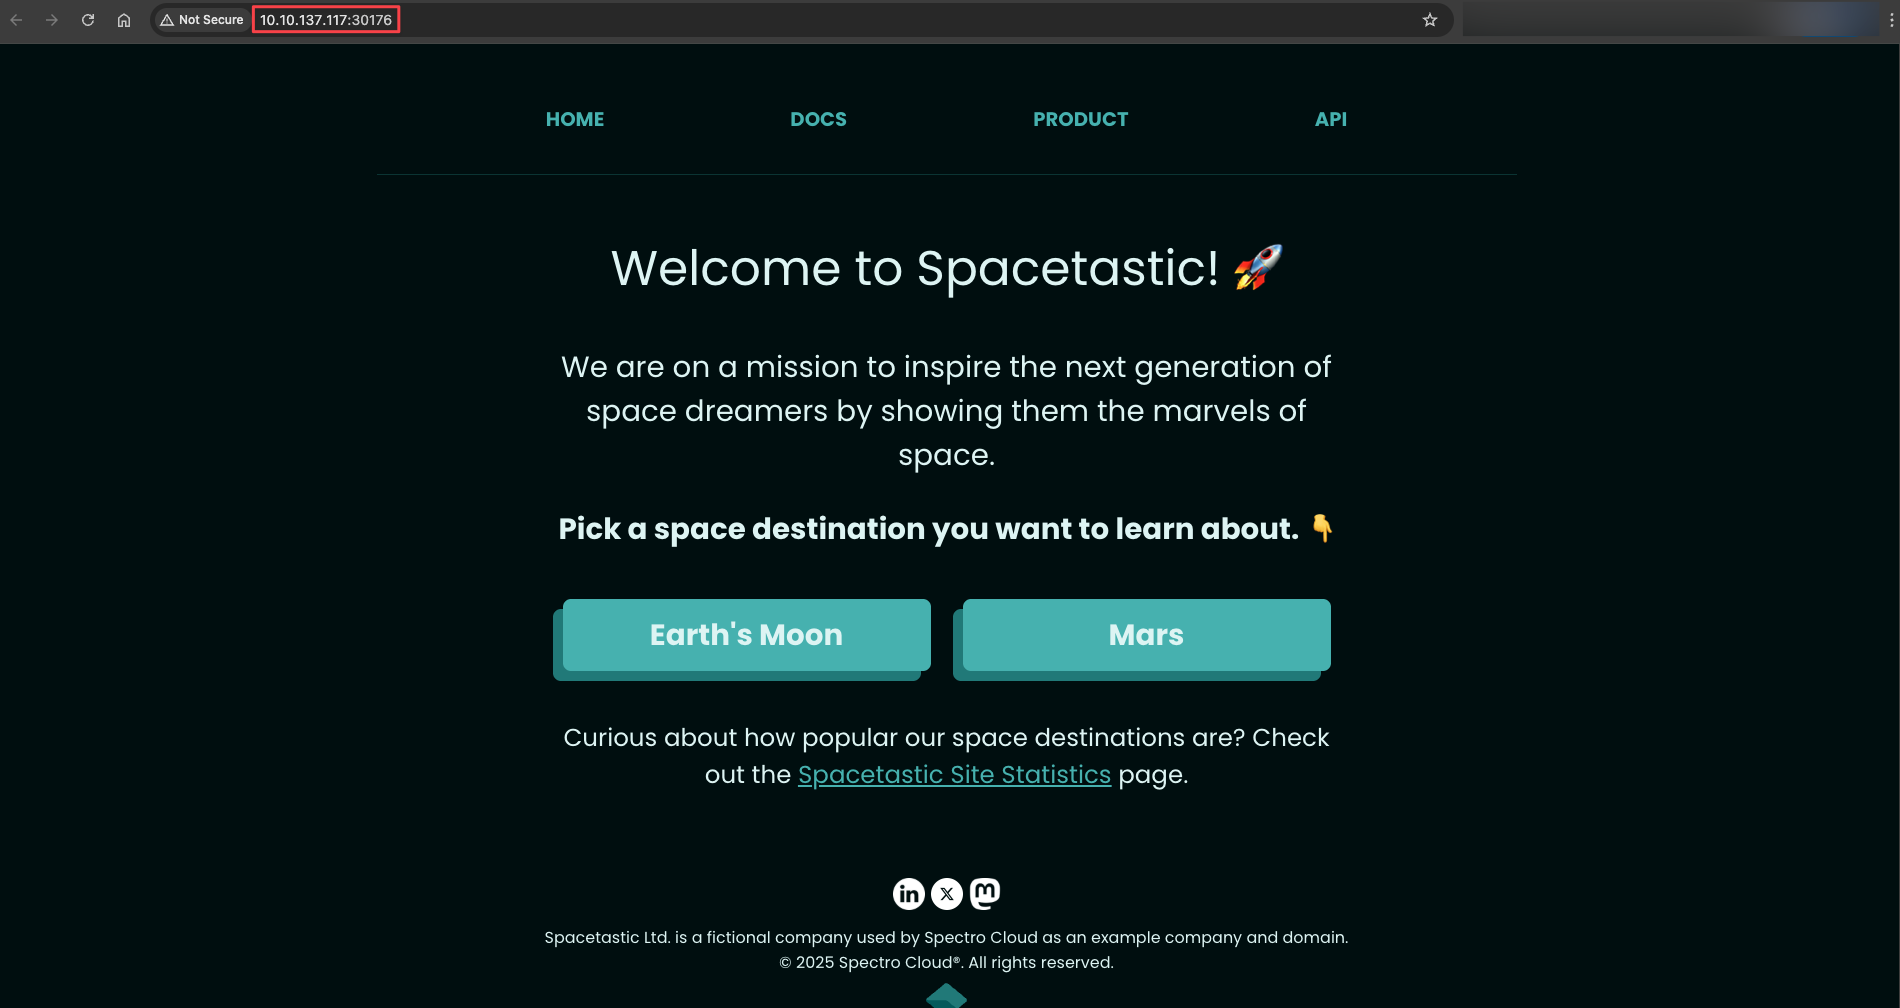 Not Secure 10.10.137.117:30176
HOME DOCS PRODUCT API
Welcome to Spacetastic! 🚀
We are on a mission to inspire the next generation of
space dreamers by showing them the marvels of
space.
Pick a space destination you want to learn about. 👇
Earth's Moon Mars
Curious about how popular our space destinations are? Check
out the Spacetastic Site Statistics page.
in X m
Spacetastic Ltd. is a fictional company used by Spectro Cloud as an example company and domain.
© 2025 Spectro Cloud®. All rights reserved.